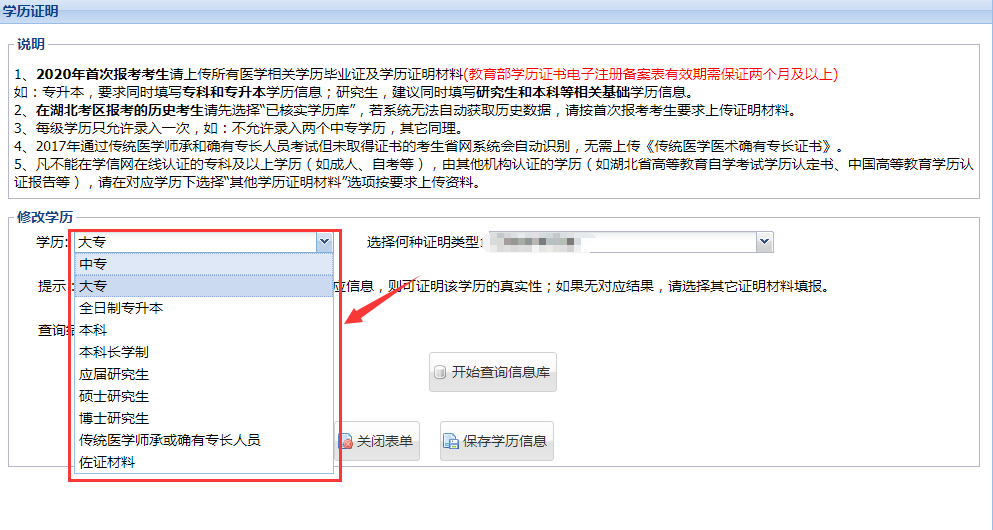 学历证明
说明
1、2020年首次报考考生请上传所有医学相关学历毕业证及学历证明材料(教育部学历证书电子注册备案表有效期需保证两个月及以上)
如：专升本，要求同时填写专科和专升本学历信息；研究生，建议同时填写研究生和本科等相关基础学历信息。
2、在湖北考区报考的历史考生请先选择“已核实学历库”，若系统无法自动获取历史数据，请按首次报考考生要求上传证明材料。
3、每级学历只允许录入一次，如：不允许录入两个中专学历，其它同理。
4、2017年通过传统医学师承和确有专长人员考试但未取得证书的考生省网系统会自动识别，无需上传《传统医学医术确有专长证书》。
5、凡不能在学信网在线认证的专科及以上学历（如成人、自考等），由其他机构认证的学历（如湖北省高等教育自学考试学历认定书、中国高等教育学历认
证报告等），请在对应学历下选择“其他学历证明材料”选项按要求上传资料。
修改学历
学历： 大专 选择何种证明类型：
中专
提示： 大专 应信息，则可证明该学历的真实性；如果无对应结果，请选择其它证明材料填报。
全日制专升本
查询 本科
本科长学制
应届研究生 开始查询信息库
硕士研究生
博士研究生
传统医学师承或确有专长人员 关闭表单 保存学历信息
佐证材料